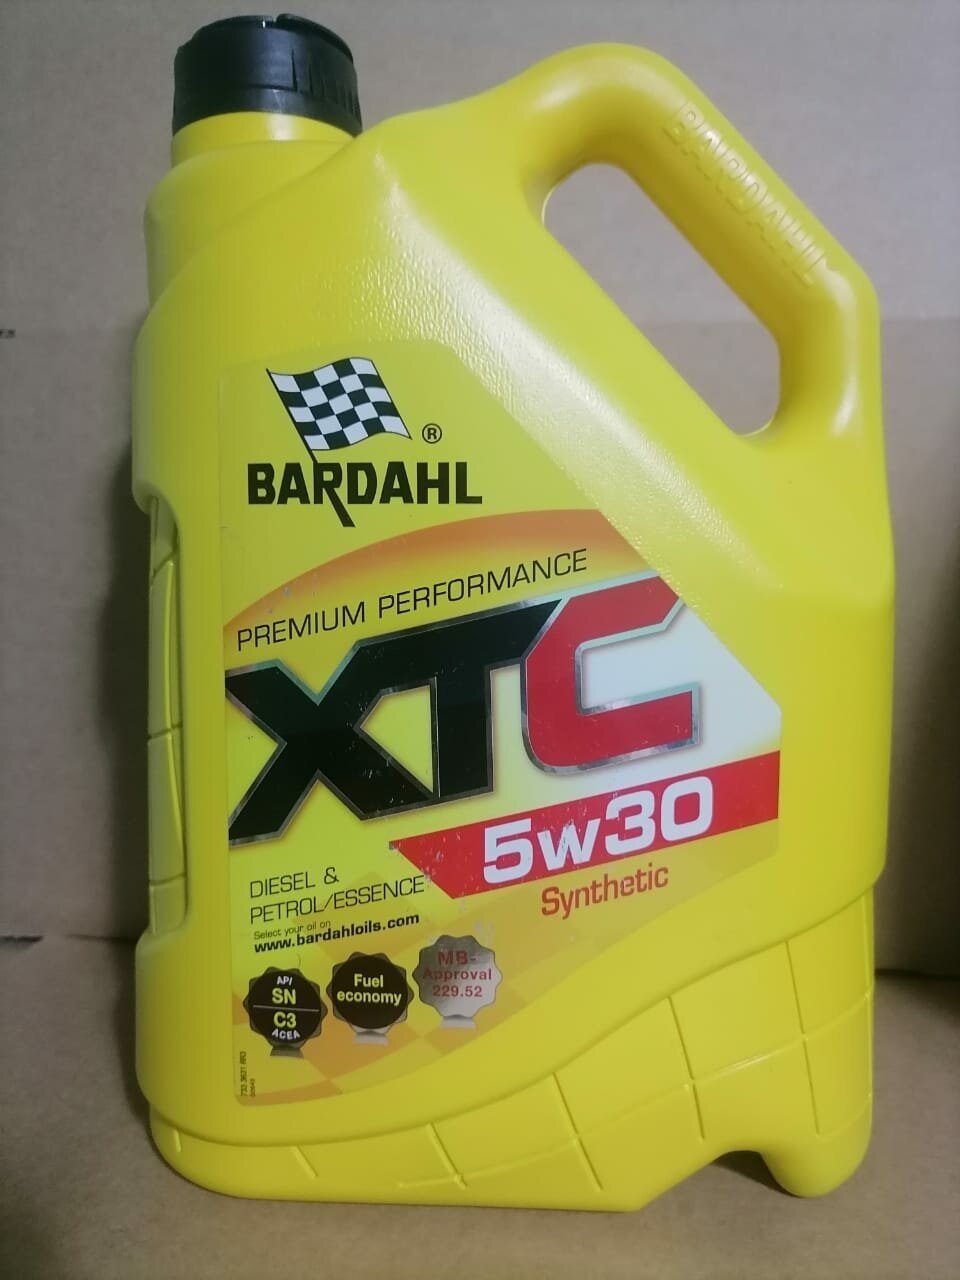 BARDAHL
®
BARDAHL
PREMIUM PERFORMANCE
XTC
5w30
Synthetic
DIESEL &
PETROL/ESSENCE
Select your oil on
www.bardahloils.com
API
SN
C3
ACEA
Fuel
economy
MB-
Approval
229.52